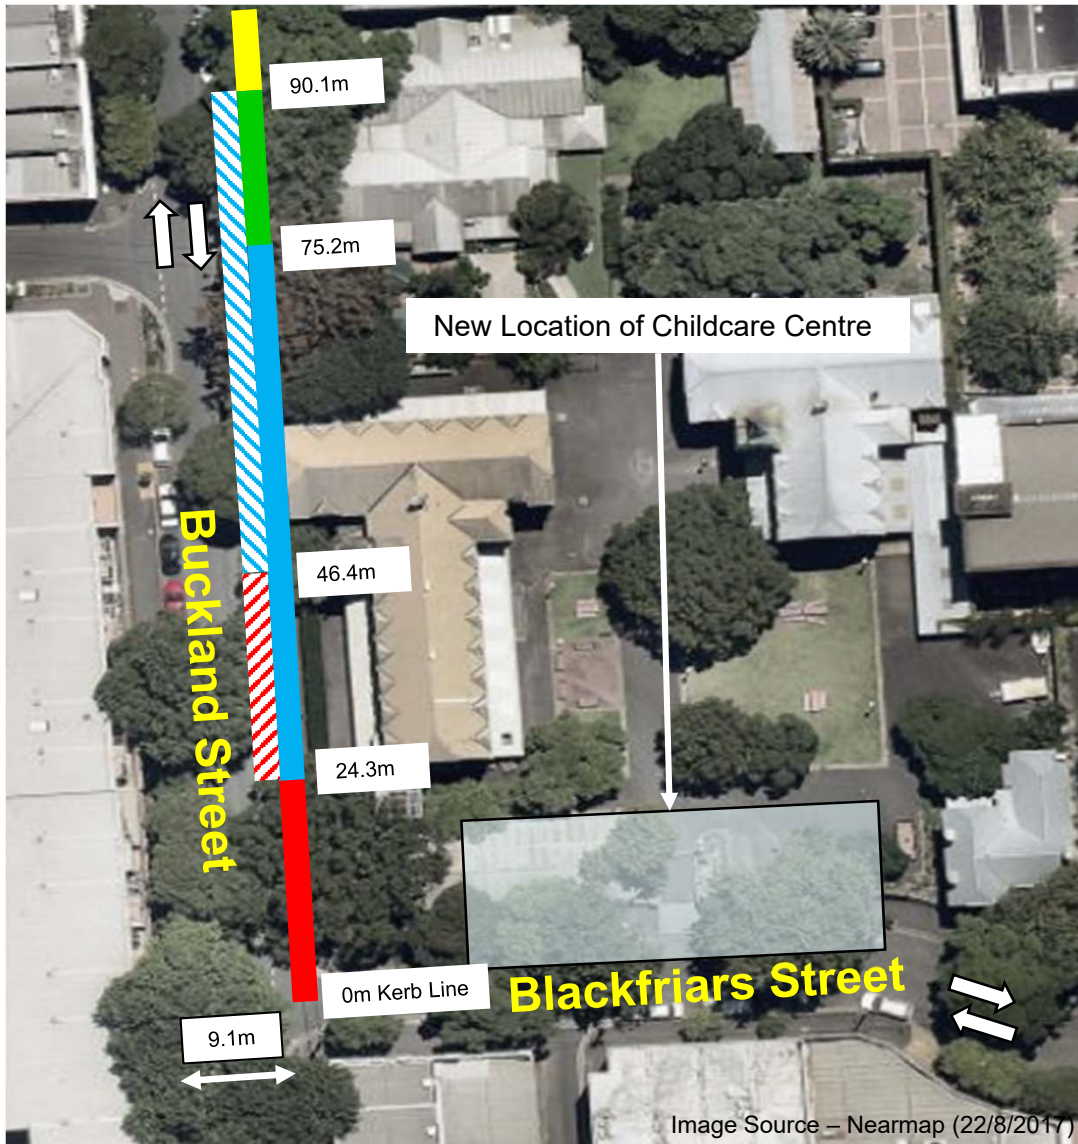 90.1m
75.2m
New Location of Childcare Centre
Buckland Street
46.4m
24.3m
0m Kerb Line
Blackfriars Street
9.1m
Image Source – Nearmap (22/8/2017)